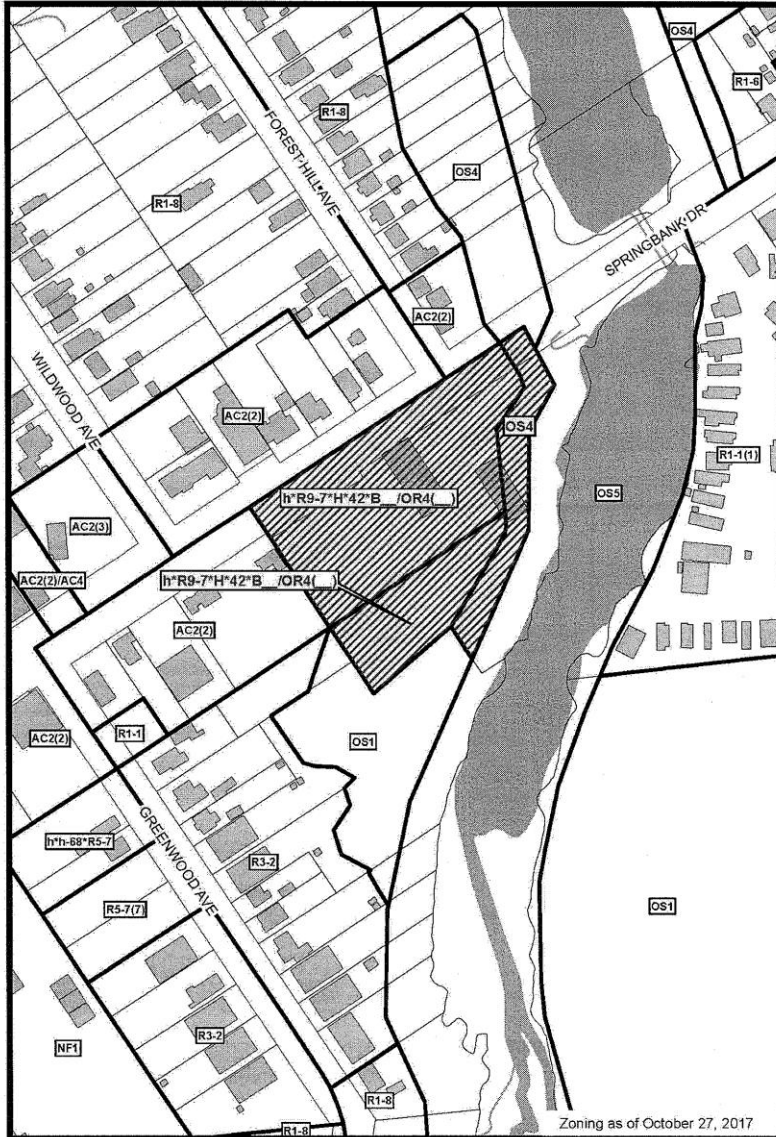 OS4
R1-6
R1-8
FOREST HILL AVE
OS4
R1-8
SPRINGBANK DR
AC2(2)
WILDWOOD AVE
AC2(2)
OS4
R1-1(1)
h*R9-7*H*42*B__/OR4(__)
OS5
AC2(3)
AC2(2)/AC4
h*R9-7*H*42*B__/OR4(__)
AC2(2)
R1-1
AC2(2)
OS1
GREENWOOD AVE
h*h-68*R5-7
R3-2
R5-7(7)
OS1
R3-2
NF1
R1-8
R1-8
Zoning as of October 27, 2017